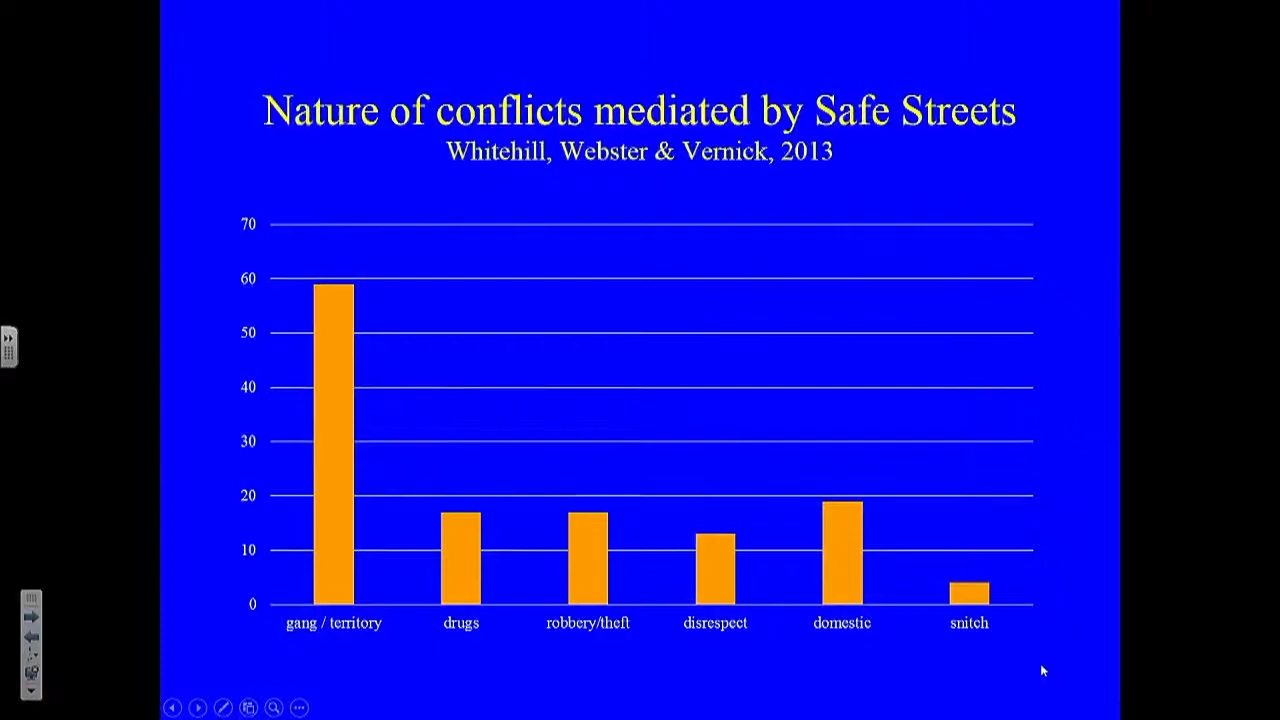 Nature of conflicts mediated by Safe Streets
Whitehill, Webster & Vernick, 2013
70
60
50
40
30
20
10
0
gang / territory drugs robbery/theft disrespect domestic snitch